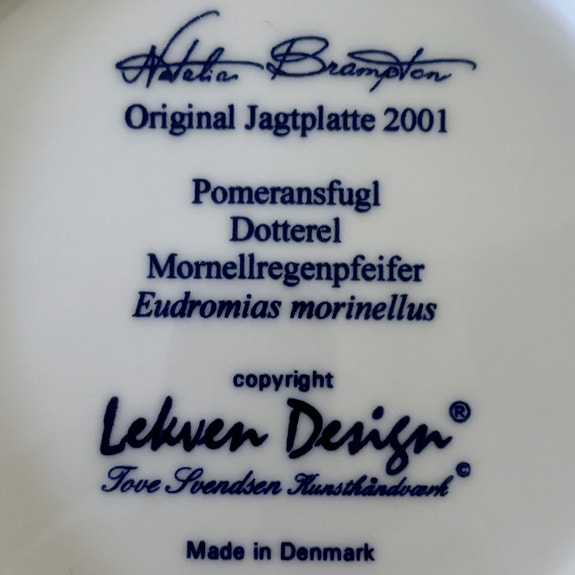 Natalia Brampton
Original Jagtplatte 2001
Pomeransfugl
Dotterel
Mornellregenpfeifer
Eudromias morinellus
copyright
Lekven Design®
Tove Svendsen Kunsthåndværk©
Made in Denmark